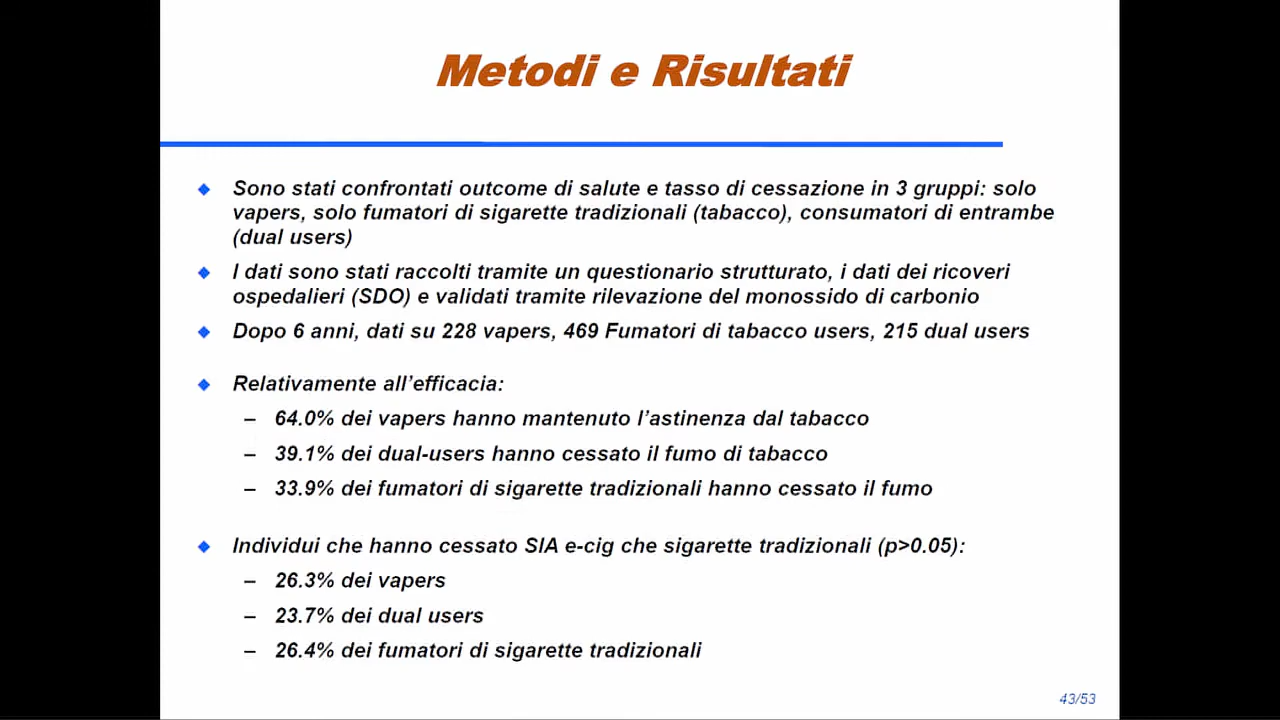 Metodi e Risultati
Sono stati confrontati outcome di salute e tasso di cessazione in 3 gruppi: solo
vapers, solo fumatori di sigarette tradizionali (tabacco), consumatori di entrambe
(dual users)
I dati sono stati raccolti tramite un questionario strutturato, i dati dei ricoveri
ospedalieri (SDO) e validati tramite rilevazione del monossido di carbonio
Dopo 6 anni, dati su 228 vapers, 469 Fumatori di tabacco users, 215 dual users
Relativamente all'efficacia:
– 64.0% dei vapers hanno mantenuto l'astinenza dal tabacco
– 39.1% dei dual-users hanno cessato il fumo di tabacco
– 33.9% dei fumatori di sigarette tradizionali hanno cessato il fumo
Individui che hanno cessato SIA e-cig che sigarette tradizionali (p>0.05):
– 26.3% dei vapers
– 23.7% dei dual users
– 26.4% dei fumatori di sigarette tradizionali
43/53